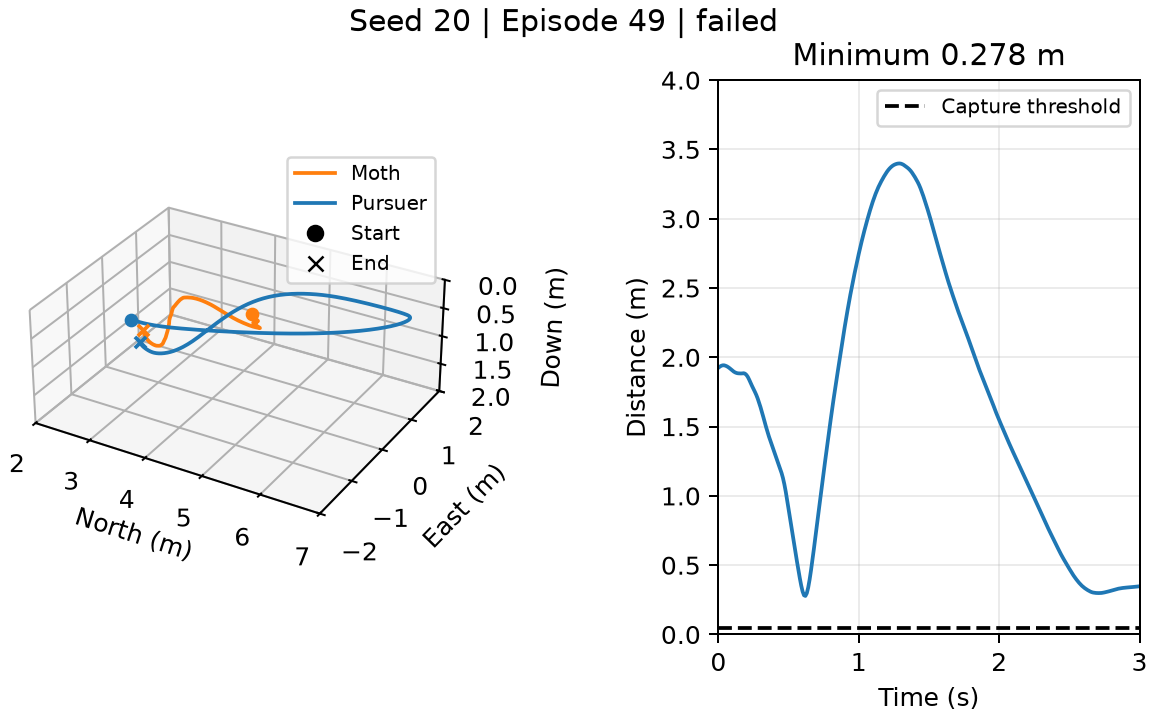 Seed 20 | Episode 49 | failed
Moth
Pursuer
Start
End
0.0
0.5
1.0
1.5
2.0
Down (m)
2
1
0
−1
−2
East (m)
2
3
4
5
6
7
North (m)
Minimum 0.278 m
Capture threshold
4.0
3.5
3.0
2.5
2.0
1.5
1.0
0.5
0.0
Distance (m)
0
1
2
3
Time (s)